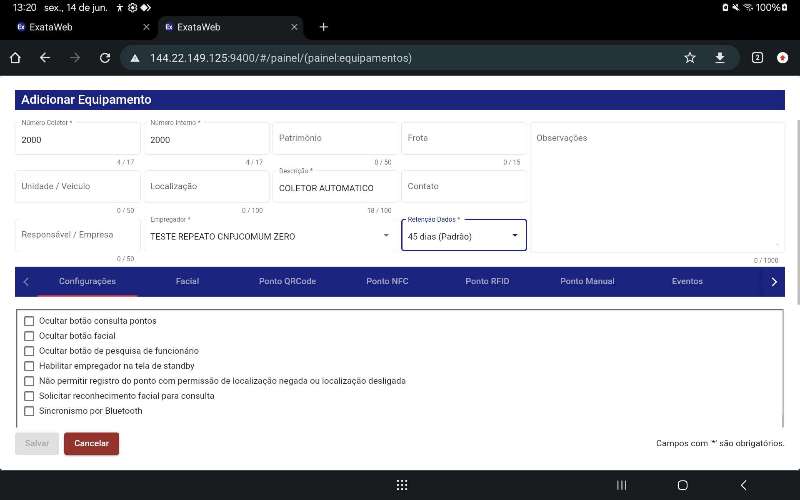 13:20 sex., 14 de jun. 100%
Ex ExataWeb
Ex ExataWeb
144.22.149.125:9400/#/painel/(painel:equipamentos)
2
Adicionar Equipamento
Número Coletor *
2000
4 / 17
Número Interno *
2000
4 / 17
Patrimônio
0 / 50
Frota
0 / 15
Observações
0 / 1000
Unidade / Veículo
0 / 50
Localização
0 / 100
Descrição *
COLETOR AUTOMATICO
18 / 100
Contato
Responsável / Empresa
0 / 50
Empregador *
TESTE REPEATO CNPJCOMUM ZERO
Retenção Dados *
45 dias (Padrão)
Configurações Facial Ponto QRCode Ponto NFC Ponto RFID Ponto Manual Eventos
Ocultar botão consulta pontos
Ocultar botão facial
Ocultar botão de pesquisa de funcionário
Habilitar empregador na tela de standby
Não permitir registro do ponto com permissão de localização negada ou localização desligada
Solicitar reconhecimento facial para consulta
Sincronismo por Bluetooth
Salvar Cancelar Campos com '*' são obrigatórios.